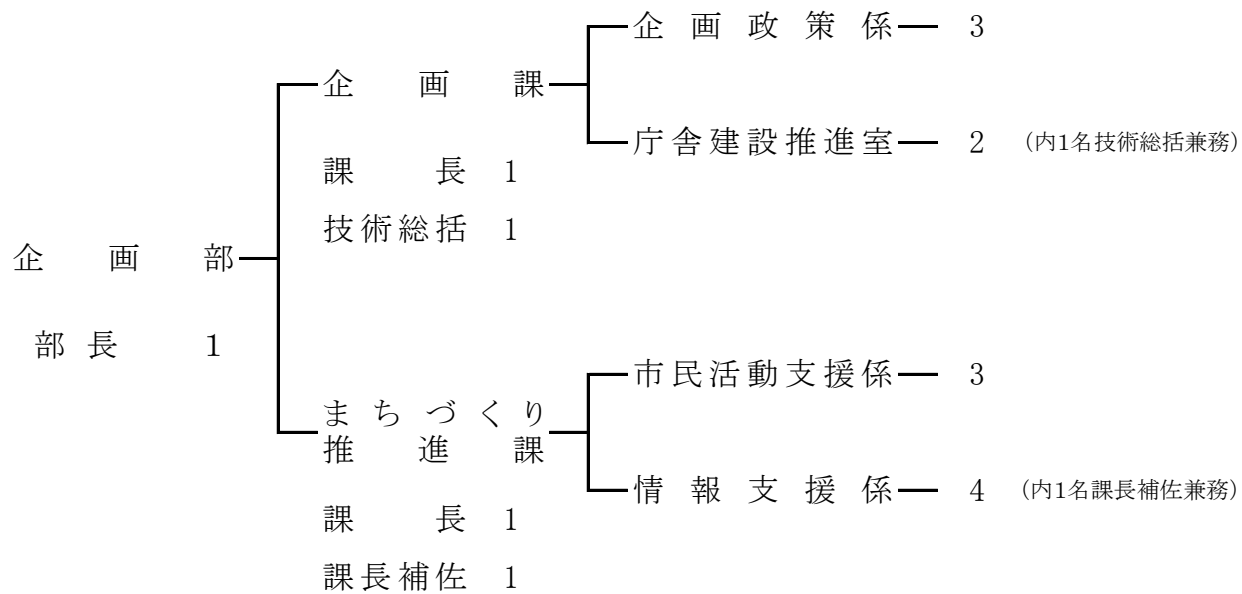 企画政策係 3
企画課
庁舎建設推進室 2 (内1名技術総括兼務)
課長 1
技術総括 1
企画部
部長 1
市民活動支援係 3
まちづくり
推進課
情報支援係 4 (内1名課長補佐兼務)
課長 1
課長補佐 1